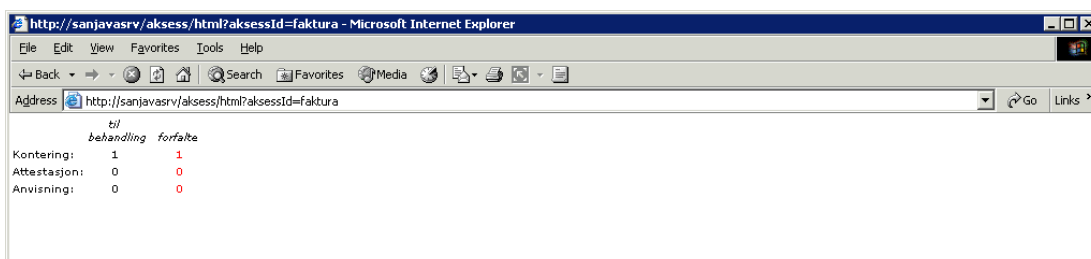 http://sanjavasrv/aksess/html?aksessId=faktura - Microsoft Internet Explorer
File Edit View Favorites Tools Help
Back Search Favorites Media
Address http://sanjavasrv/aksess/html?aksessId=faktura Go Links
til
behandling forfalte
Kontering: 1 1
Attestasjon: 0 0
Anvisning: 0 0